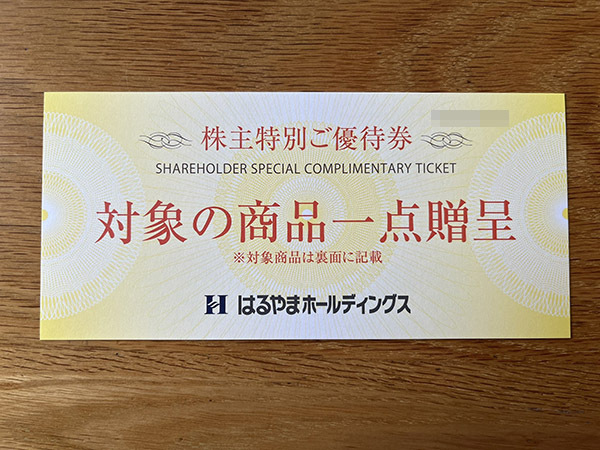 株主特別ご優待券
SHAREHOLDER SPECIAL COMPLIMENTARY TICKET
対象の商品一点贈呈
※対象商品は裏面に記載
H はるやまホールディングス